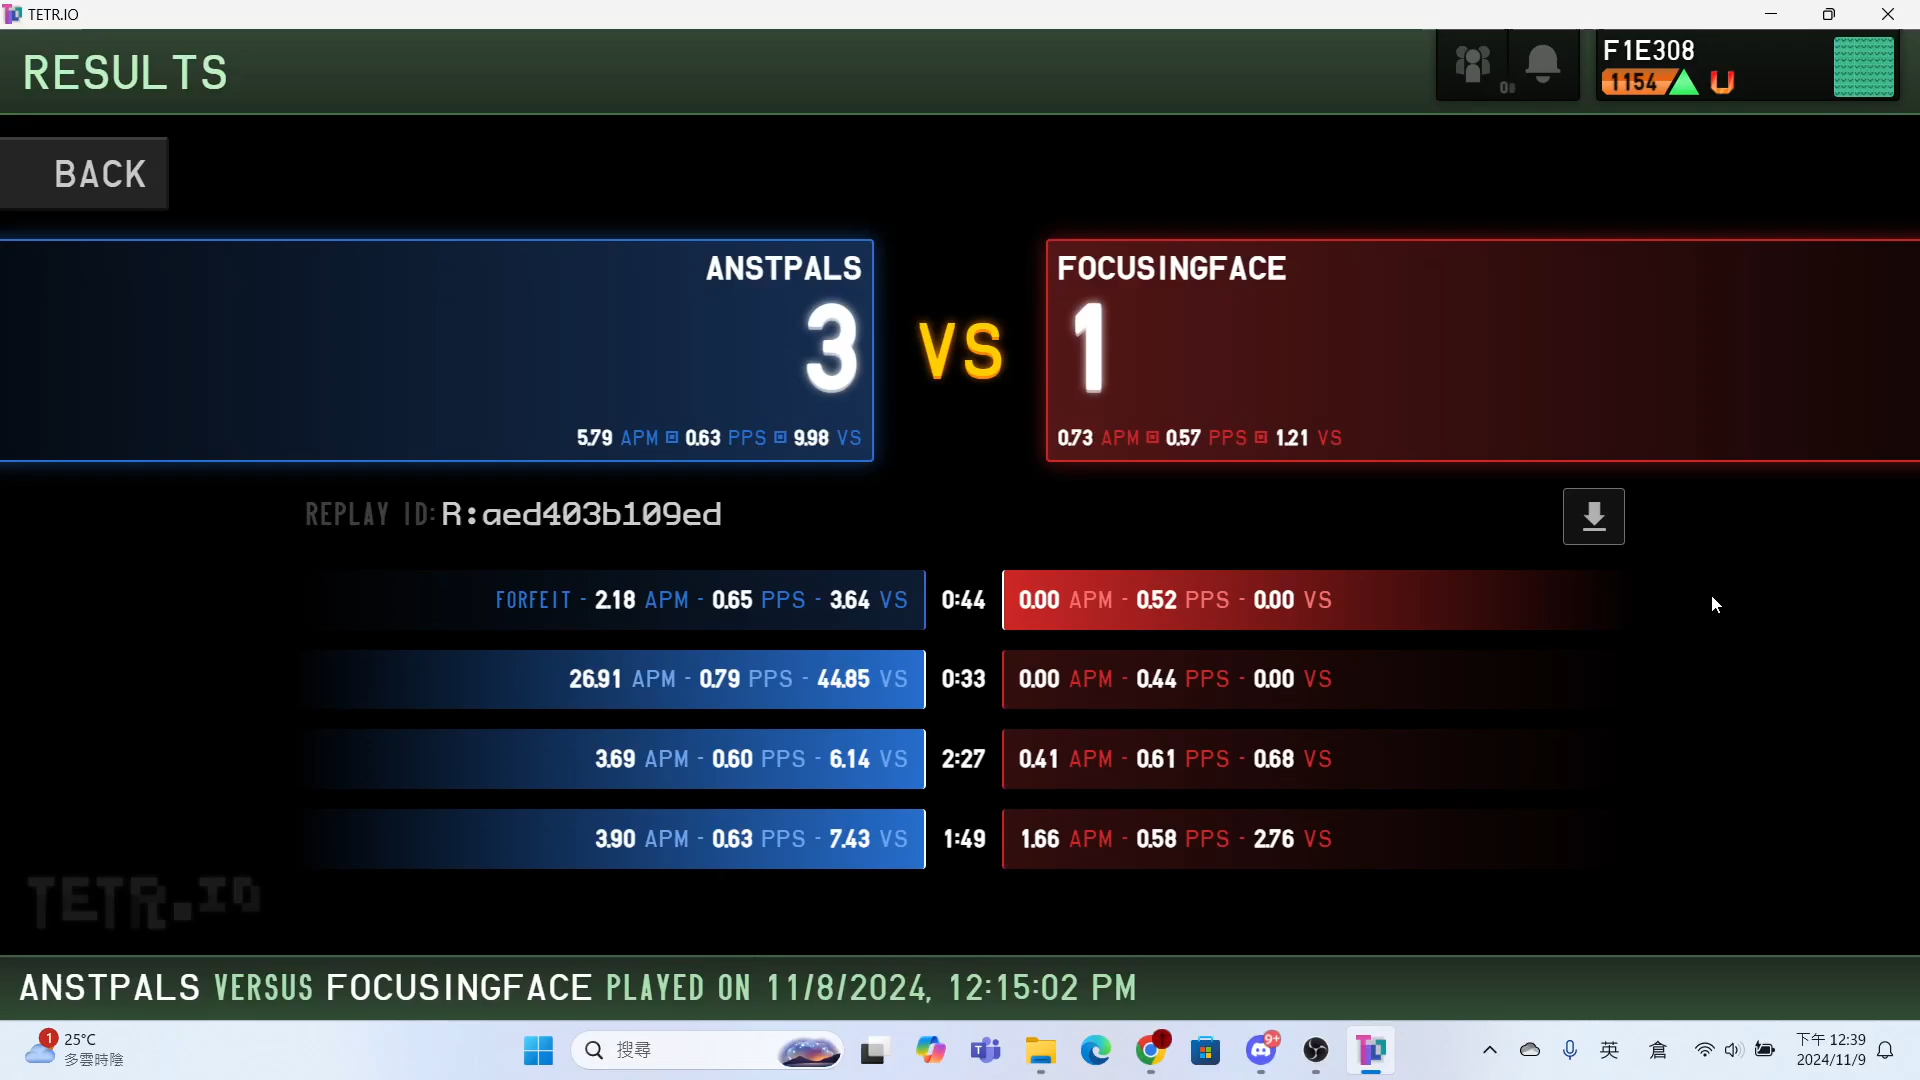 TETR.IO
RESULTS
F1E308
1154
BACK
ANSTPALS
3
5.79 APM 0.63 PPS 9.98 VS
VS
FOCUSINGFACE
1
0.73 APM 0.57 PPS 1.21 VS
REPLAY ID: R:aed403b109ed
FORFEIT - 2.18 APM - 0.65 PPS - 3.64 VS 0:44 0.00 APM - 0.52 PPS - 0.00 VS
26.91 APM - 0.79 PPS - 44.85 VS 0:33 0.00 APM - 0.44 PPS - 0.00 VS
3.69 APM - 0.60 PPS - 6.14 VS 2:27 0.41 APM - 0.61 PPS - 0.68 VS
3.90 APM - 0.63 PPS - 7.43 VS 1:49 1.66 APM - 0.58 PPS - 2.76 VS
TETR.IO
ANSTPALS VERSUS FOCUSINGFACE PLAYED ON 11/8/2024, 12:15:02 PM
1
25°C
多雲時陰
搜尋
9+
英
倉
下午 12:39
2024/11/9